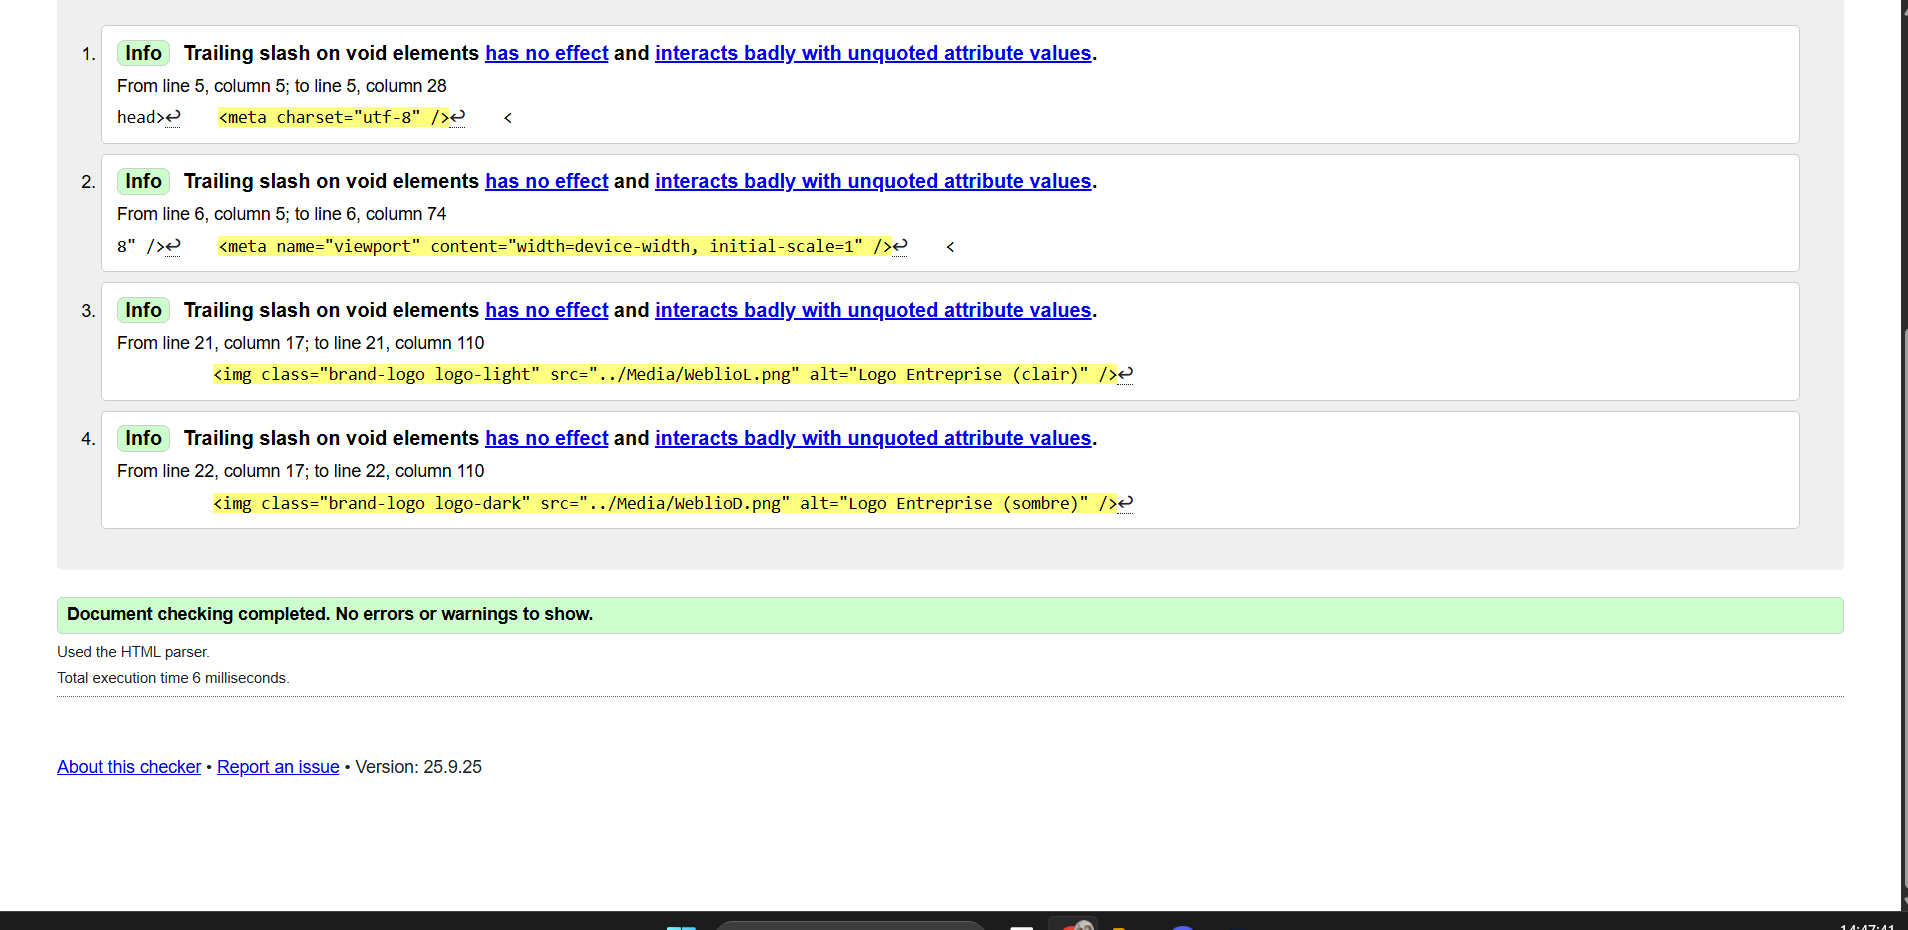 1. Info Trailing slash on void elements has no effect and interacts badly with unquoted attribute values.
From line 5, column 5; to line 5, column 28
head>↩    <meta charset="utf-8" />↩    <
2. Info Trailing slash on void elements has no effect and interacts badly with unquoted attribute values.
From line 6, column 5; to line 6, column 74
8" />↩    <meta name="viewport" content="width=device-width, initial-scale=1" />↩    <
3. Info Trailing slash on void elements has no effect and interacts badly with unquoted attribute values.
From line 21, column 17; to line 21, column 110
<img class="brand-logo logo-light" src="../Media/WeblioL.png" alt="Logo Entreprise (clair)" />↩
4. Info Trailing slash on void elements has no effect and interacts badly with unquoted attribute values.
From line 22, column 17; to line 22, column 110
<img class="brand-logo logo-dark" src="../Media/WeblioD.png" alt="Logo Entreprise (sombre)" />↩
Document checking completed. No errors or warnings to show.
Used the HTML parser.
Total execution time 6 milliseconds.
About this checker • Report an issue • Version: 25.9.25